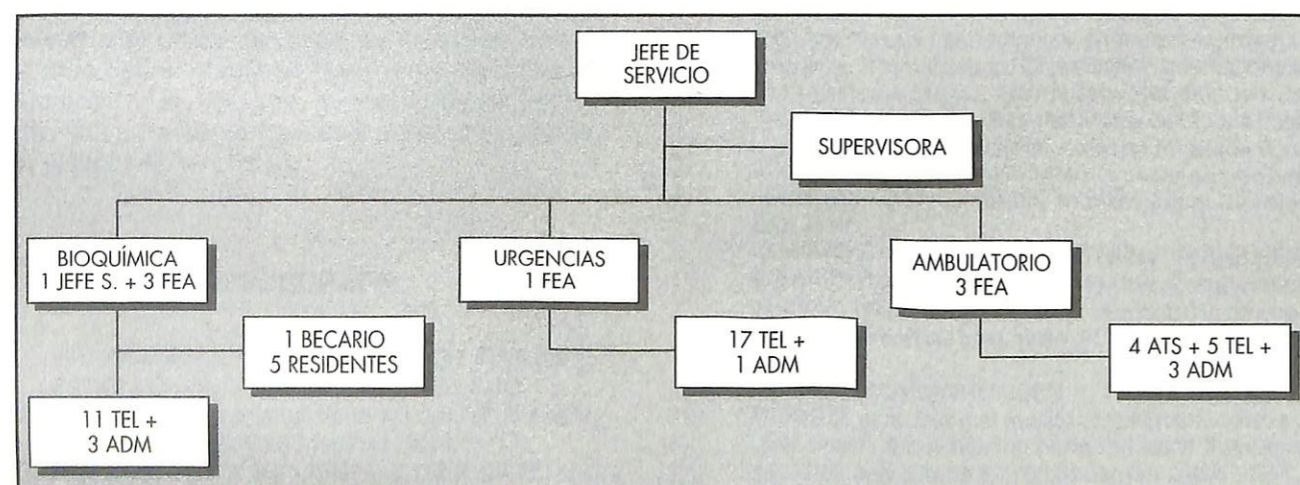 JEFE DE
SERVICIO
SUPERVISORA
BIOQUÍMICA
1 JEFE S. + 3 FEA
URGENCIAS
1 FEA
AMBULATORIO
3 FEA
1 BECARIO
5 RESIDENTES
17 TEL +
1 ADM
4 ATS + 5 TEL +
3 ADM
11 TEL +
3 ADM